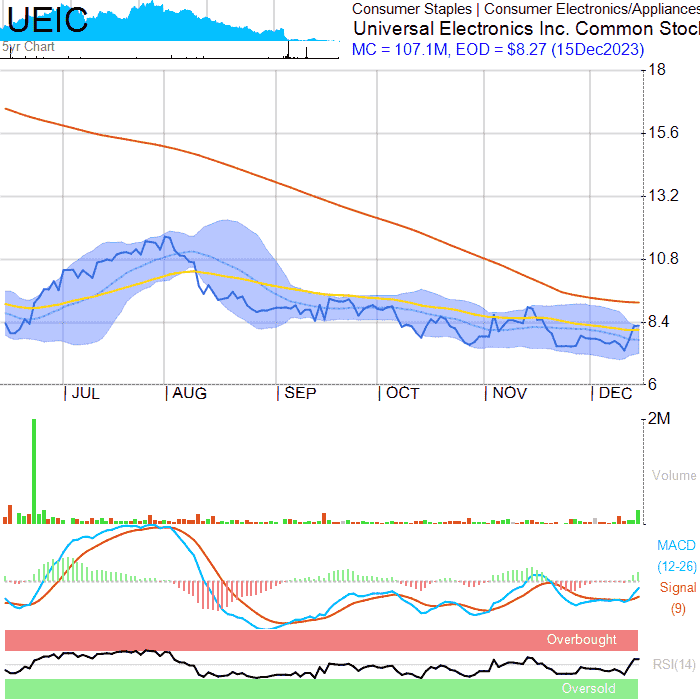 UEIC
5yr Chart
Consumer Staples | Consumer Electronics/Appliances
Universal Electronics Inc. Common Stoc
MC = 107.1M, EOD = $8.27 (15Dec2023)
18
15.6
13.2
10.8
8.4
6
JUL
AUG
SEP
OCT
NOV
DEC
2M
Volume
MACD
(12-26)
Signal
(9)
Overbought
RSI(14)
Oversold